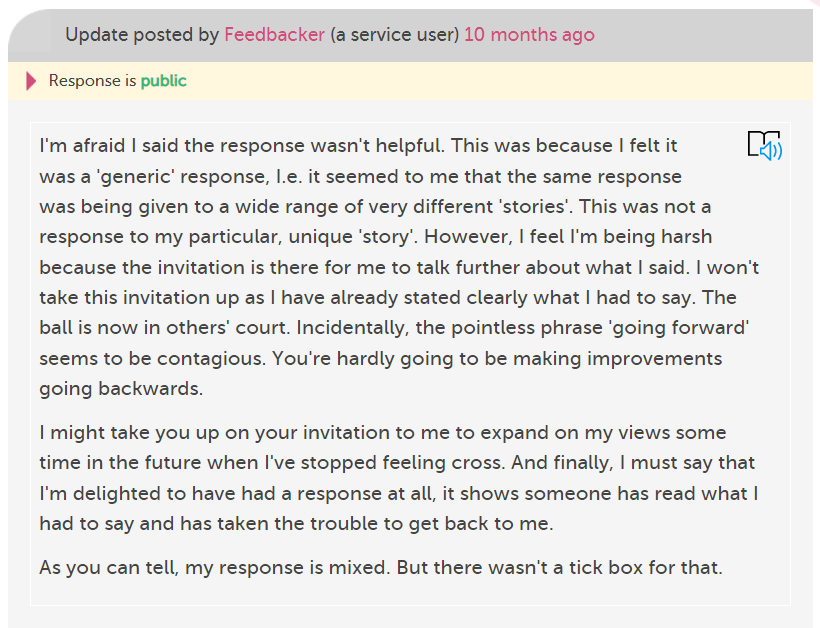 Update posted by Feedbacker (a service user) 10 months ago
Response is public
I'm afraid I said the response wasn't helpful. This was because I felt it
was a 'generic' response, I.e. it seemed to me that the same response
was being given to a wide range of very different 'stories'. This was not a
response to my particular, unique 'story'. However, I feel I'm being harsh
because the invitation is there for me to talk further about what I said. I won't
take this invitation up as I have already stated clearly what I had to say. The
ball is now in others' court. Incidentally, the pointless phrase 'going forward'
seems to be contagious. You're hardly going to be making improvements
going backwards.
I might take you up on your invitation to me to expand on my views some
time in the future when I've stopped feeling cross. And finally, I must say that
I'm delighted to have had a response at all, it shows someone has read what I
had to say and has taken the trouble to get back to me.
As you can tell, my response is mixed. But there wasn't a tick box for that.